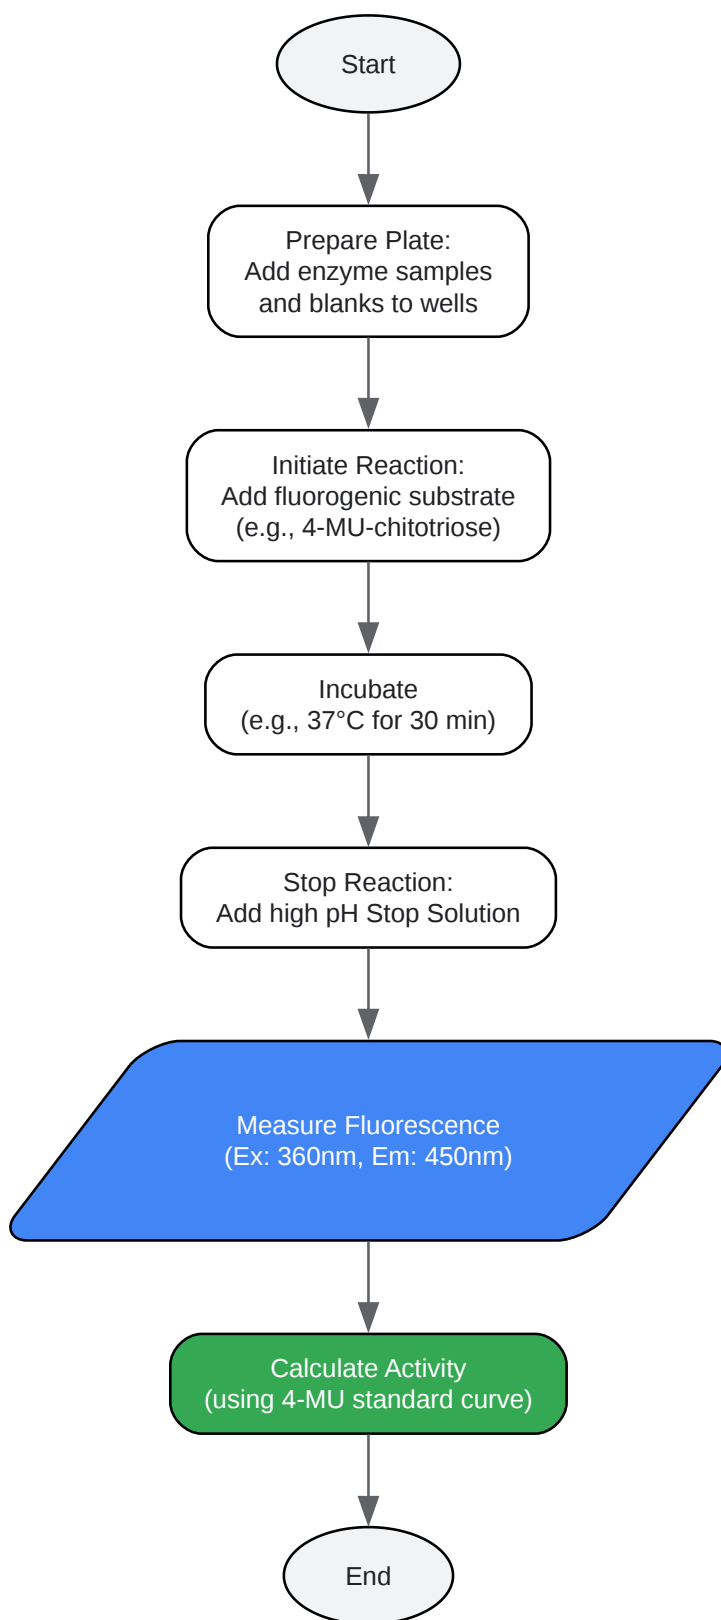 Start
Prepare Plate:
Add enzyme samples
and blanks to wells
Initiate Reaction:
Add fluorogenic substrate
(e.g., 4-MU-chitotriose)
Incubate
(e.g., 37°C for 30 min)
Stop Reaction:
Add high pH Stop Solution
Measure Fluorescence
(Ex: 360nm, Em: 450nm)
Calculate Activity
(using 4-MU standard curve)
End